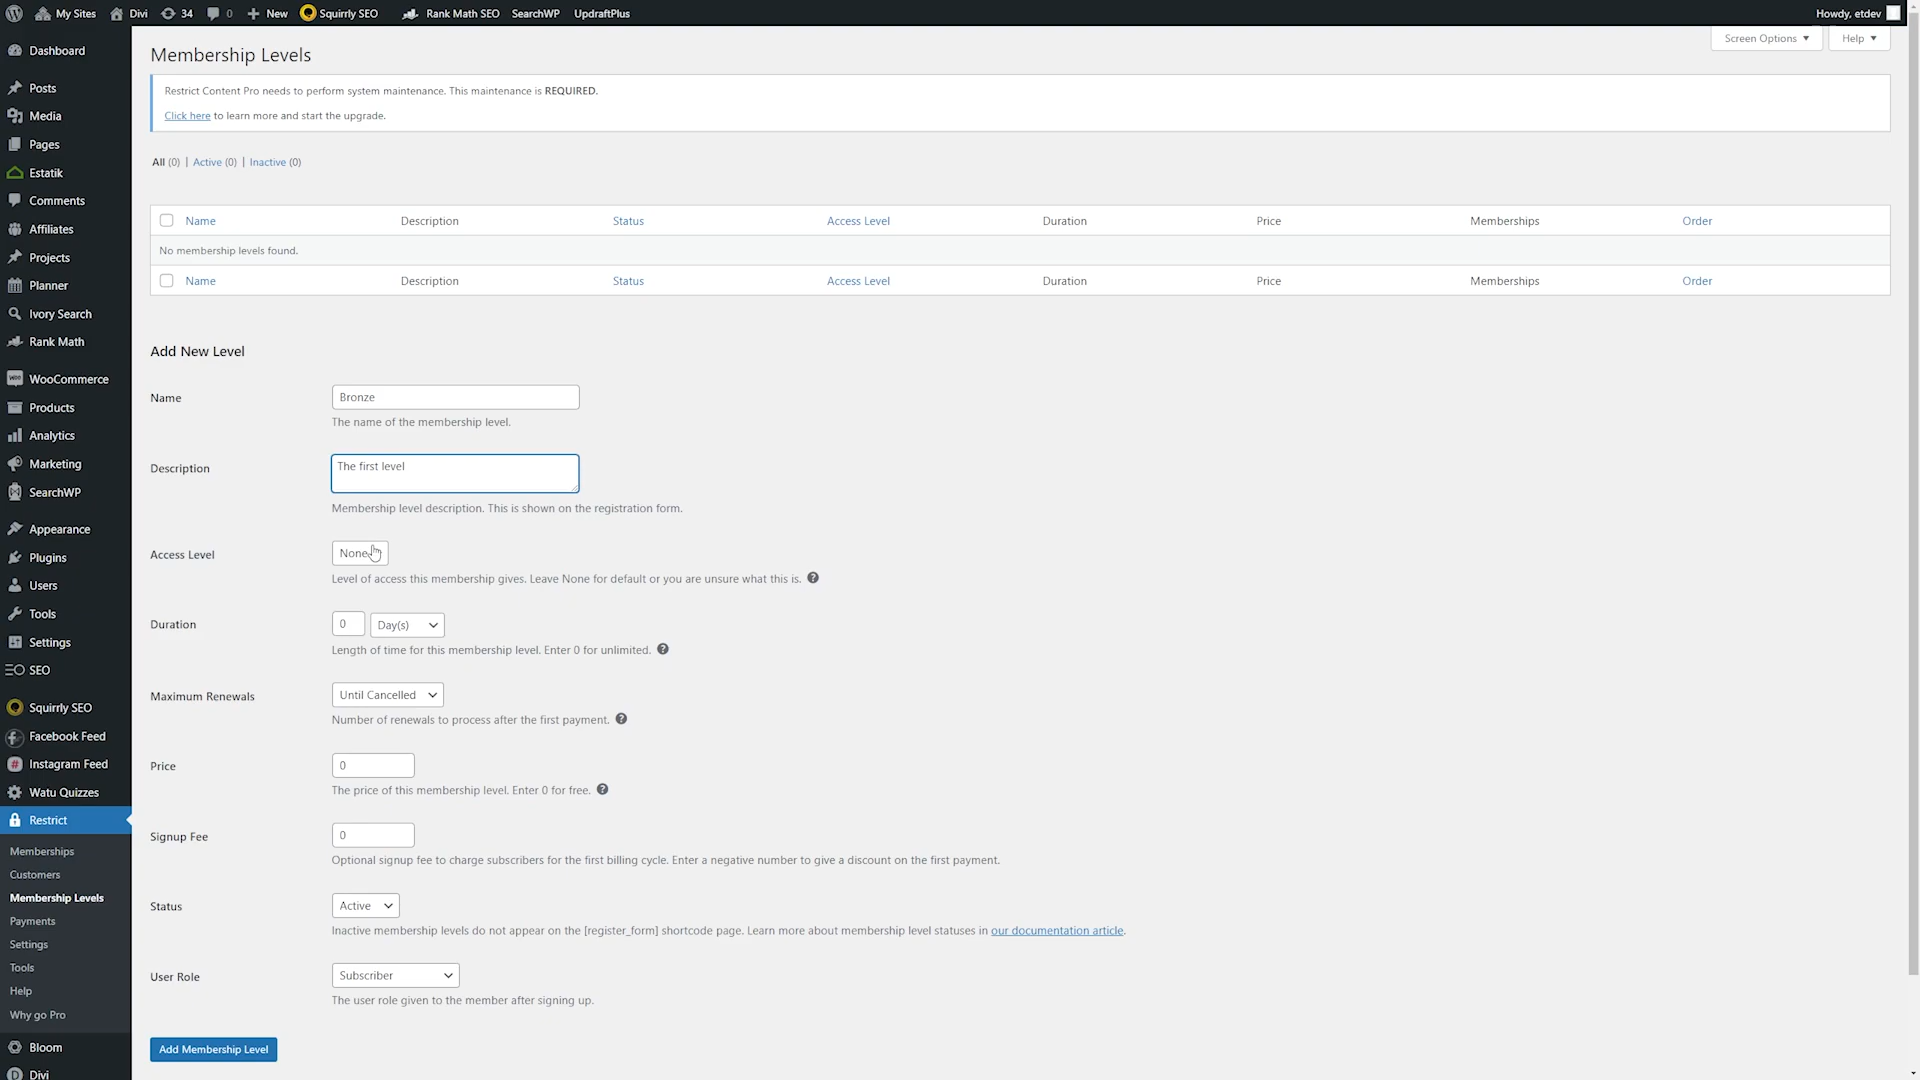 My Sites Divi 34 0 New Squirrly SEO Rank Math SEO SearchWP UpdraftPlus Howdy, etdev
Screen Options Help
Dashboard
Posts
Media
Pages
Estatik
Comments
Affiliates
Projects
Planner
Ivory Search
Rank Math
WooCommerce
Products
Analytics
Marketing
SearchWP
Appearance
Plugins
Users
Tools
Settings
SEO
Squirrly SEO
Facebook Feed
Instagram Feed
Watu Quizzes
Restrict
Memberships
Customers
Membership Levels
Payments
Settings
Tools
Help
Why go Pro
Bloom
Divi
Membership Levels
Restrict Content Pro needs to perform system maintenance. This maintenance is REQUIRED.
Click here to learn more and start the upgrade.
All (0) | Active (0) | Inactive (0)
Name Description Status Access Level Duration Price Memberships Order
No membership levels found.
Name Description Status Access Level Duration Price Memberships Order
Add New Level
Name Bronze
The name of the membership level.
Description The first level
Membership level description. This is shown on the registration form.
Access Level None
Level of access this membership gives. Leave None for default or you are unsure what this is.
Duration 0 Day(s)
Length of time for this membership level. Enter 0 for unlimited.
Maximum Renewals Until Cancelled
Number of renewals to process after the first payment.
Price 0
The price of this membership level. Enter 0 for free.
Signup Fee 0
Optional signup fee to charge subscribers for the first billing cycle. Enter a negative number to give a discount on the first payment.
Status Active
Inactive membership levels do not appear on the [register_form] shortcode page. Learn more about membership level statuses in our documentation article.
User Role Subscriber
The user role given to the member after signing up.
Add Membership Level